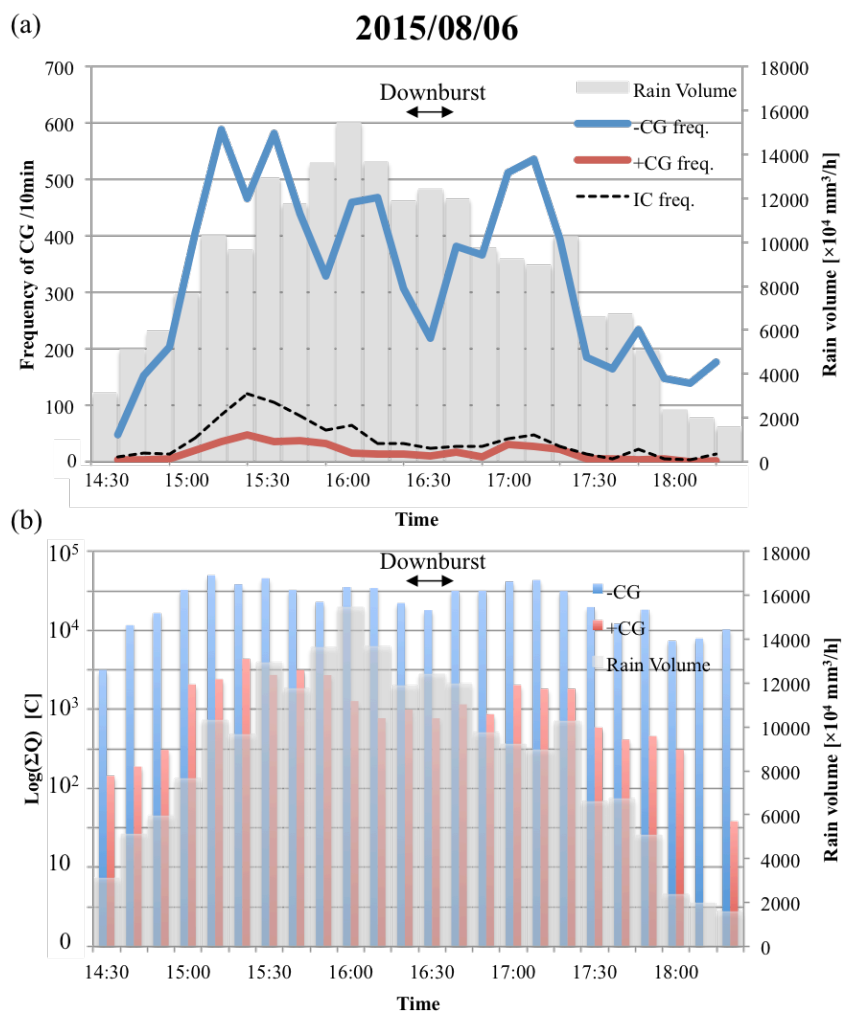 (a)
2015/08/06
700
600
500
400
300
200
100
0
Frequency of CG /10min
18000
16000
14000
12000
10000
8000
6000
4000
2000
0
Rain volume [×10⁴ mm³/h]
Downburst
Rain Volume
-CG freq.
+CG freq.
IC freq.
14:30 15:00 15:30 16:00 16:30 17:00 17:30 18:00
Time
(b)
10⁵
10⁴
10³
10²
10
0
Log(ΣQ) [C]
18000
16000
14000
12000
10000
8000
6000
4000
2000
0
Rain volume [×10⁴ mm³/h]
Downburst
-CG
+CG
Rain Volume
14:30 15:00 15:30 16:00 16:30 17:00 17:30 18:00
Time